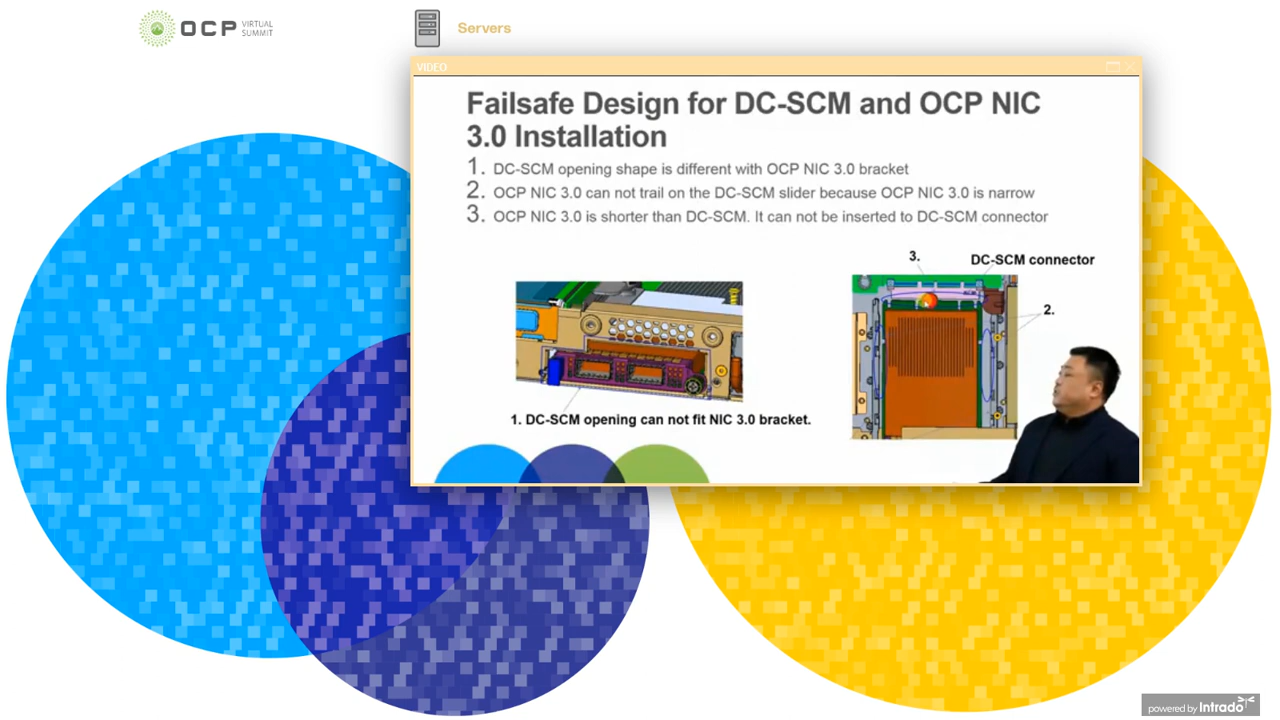 OCP VIRTUAL
SUMMIT
Servers
VIDEO
Failsafe Design for DC-SCM and OCP NIC
3.0 Installation
1. DC-SCM opening shape is different with OCP NIC 3.0 bracket
2. OCP NIC 3.0 can not trail on the DC-SCM slider because OCP NIC 3.0 is narrow
3. OCP NIC 3.0 is shorter than DC-SCM. It can not be inserted to DC-SCM connector
3.
DC-SCM connector
2.
1. DC-SCM opening can not fit NIC 3.0 bracket.
powered by Intrado